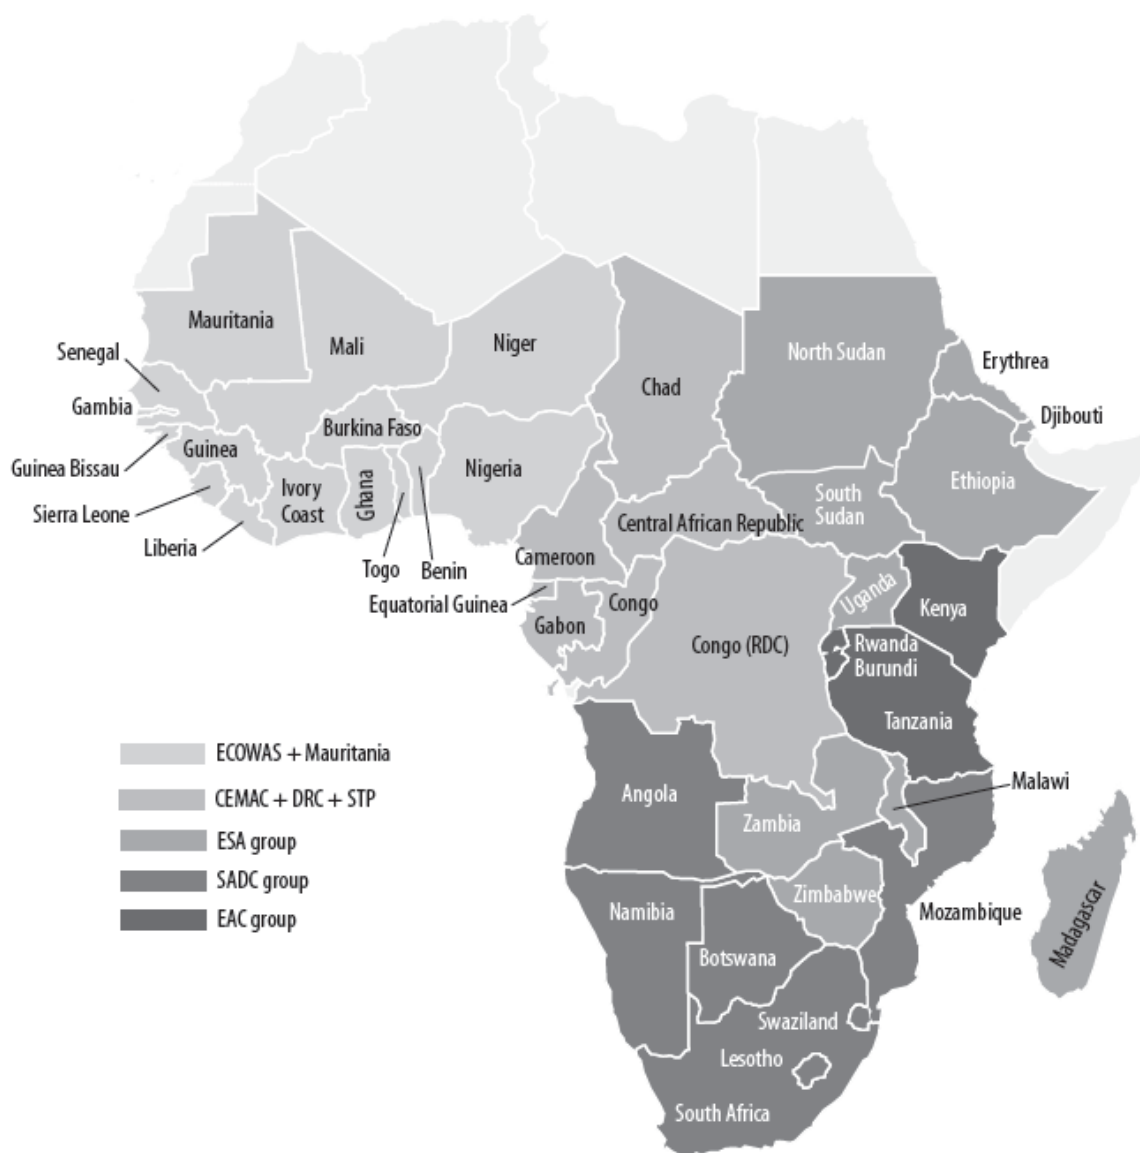 Mauritania
Mali
Niger
Chad
North Sudan
Erythrea
Djibouti
Senegal
Gambia
Guinea Bissau
Guinea
Sierra Leone
Liberia
Ivory
Coast
Burkina Faso
Ghana
Togo
Benin
Nigeria
Cameroon
Equatorial Guinea
Central African Republic
South
Sudan
Ethiopia
Gabon
Congo
Congo (RDC)
Uganda
Kenya
Rwanda
Burundi
Tanzania
Angola
Zambia
Malawi
Zimbabwe
Mozambique
Madagascar
Namibia
Botswana
Swaziland
Lesotho
South Africa
ECOWAS + Mauritania
CEMAC + DRC + STP
ESA group
SADC group
EAC group